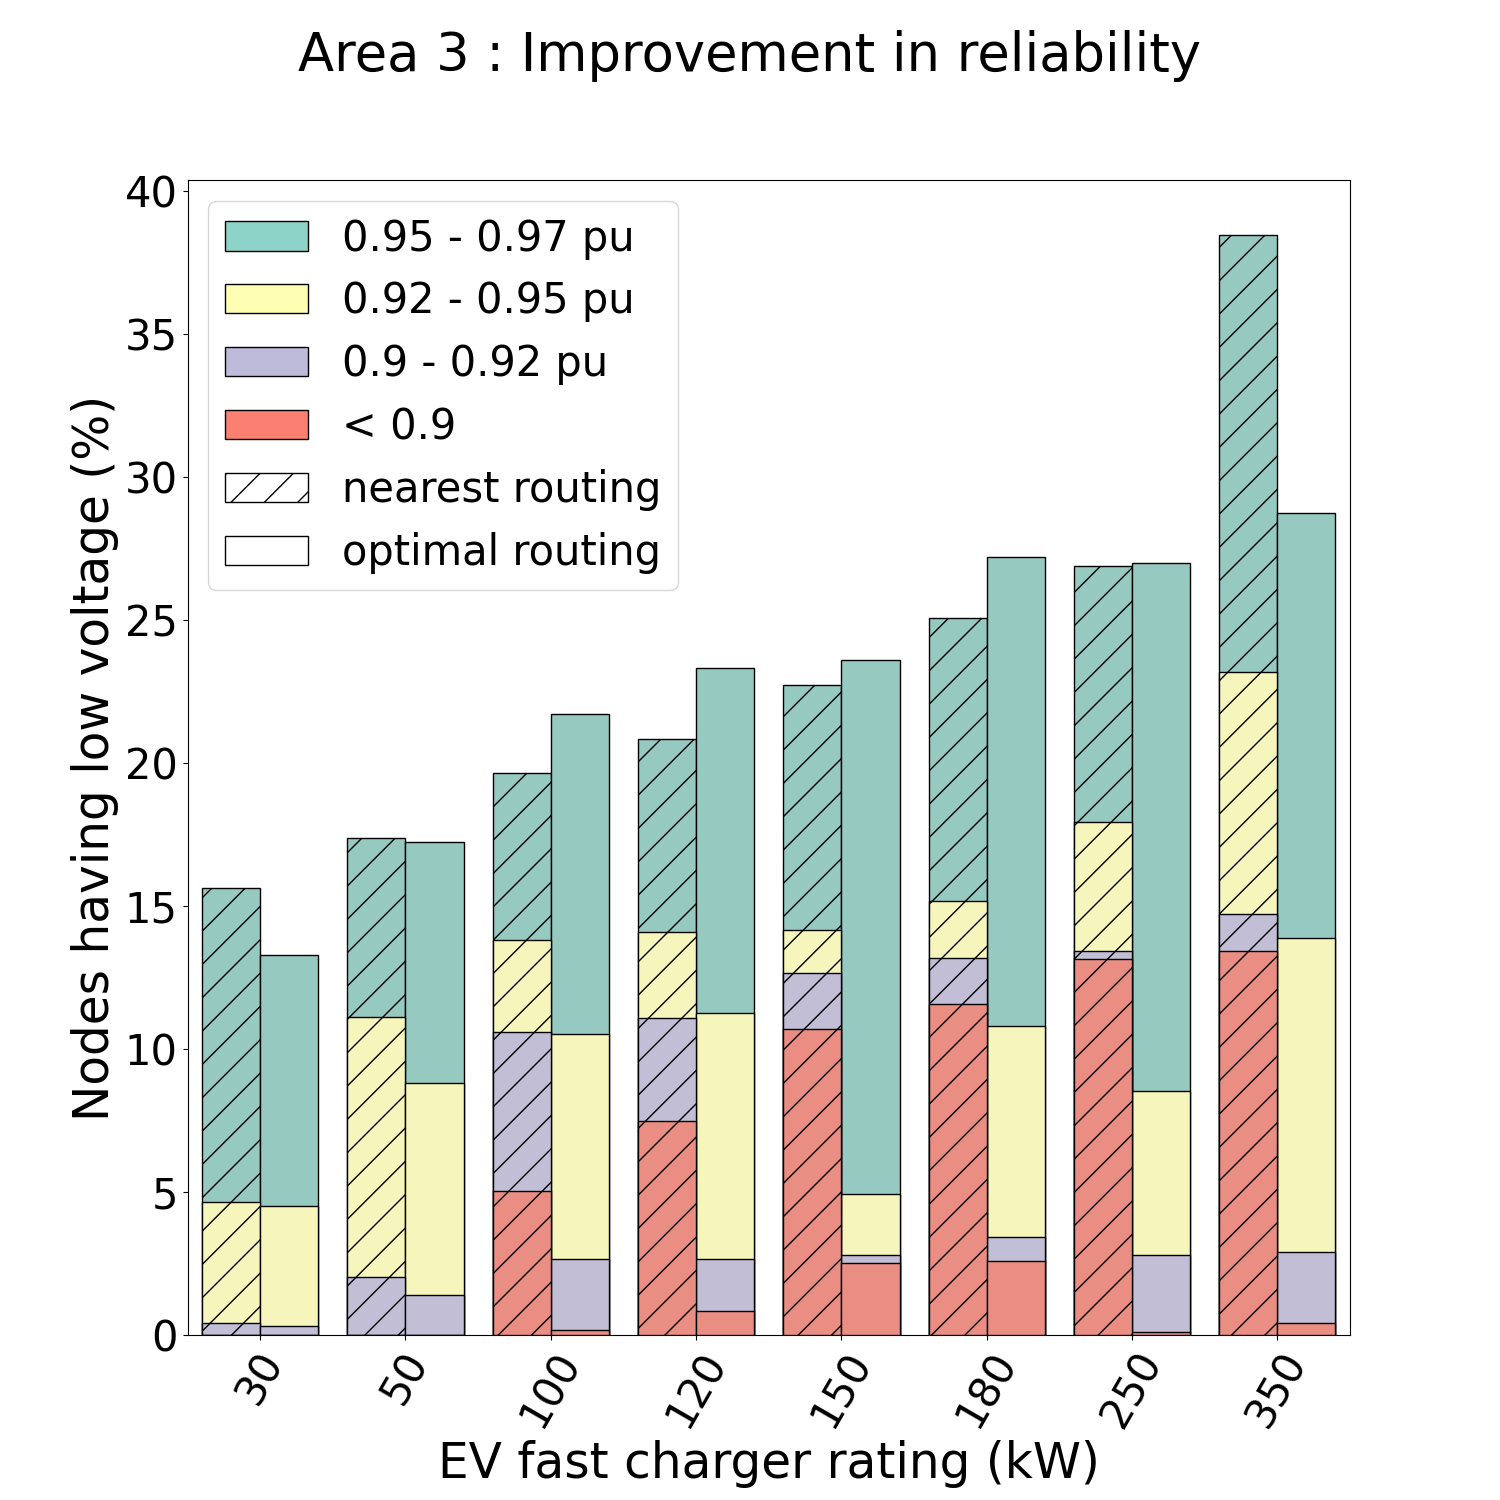 Area 3 : Improvement in reliability
40
35
30
25
20
15
10
5
0
Nodes having low voltage (%)
0.95 - 0.97 pu
0.92 - 0.95 pu
0.9 - 0.92 pu
< 0.9
nearest routing
optimal routing
30
50
100
120
150
180
250
350
EV fast charger rating (kW)